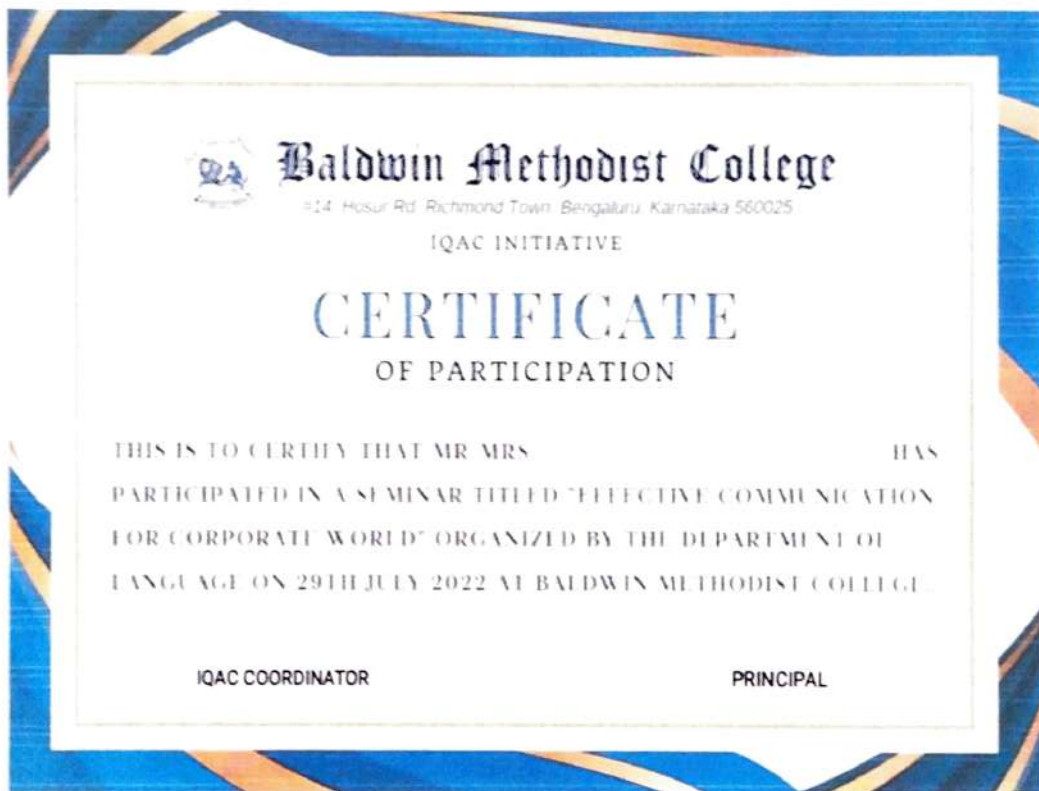 Baldwin Methodist College
#14, Hosur Rd, Richmond Town, Bengaluru, Karnataka 560025
IQAC INITIATIVE
CERTIFICATE
OF PARTICIPATION
THIS IS TO CERTIFY THAT MR MRS HAS
PARTICIPATED IN A SEMINAR TITLED "EFFECTIVE COMMUNICATION
FOR CORPORATE WORLD" ORGANIZED BY THE DEPARTMENT OF
LANGUAGE ON 29TH JULY 2022 AT BALDWIN METHODIST COLLEGE.
IQAC COORDINATOR
PRINCIPAL